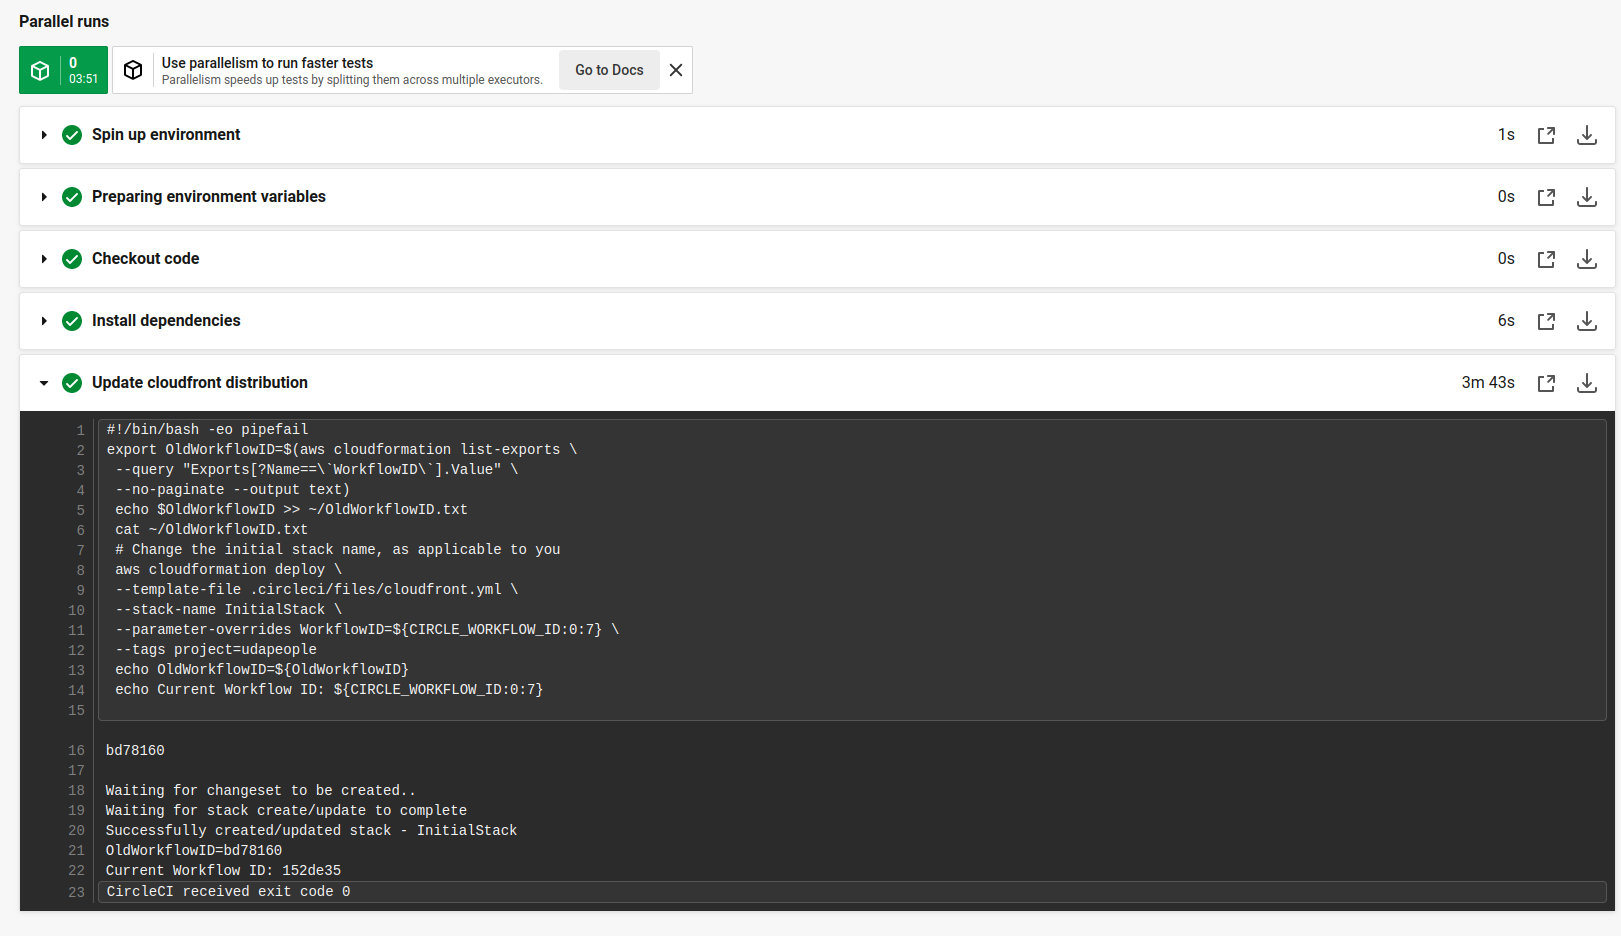 Parallel runs
0
03:51
Use parallelism to run faster tests
Parallelism speeds up tests by splitting them across multiple executors.
Go to Docs
Spin up environment 1s
Preparing environment variables 0s
Checkout code 0s
Install dependencies 6s
Update cloudfront distribution 3m 43s
1 #!/bin/bash -eo pipefail
2 export OldWorkflowID=$(aws cloudformation list-exports \
3 --query "Exports[?Name==\`WorkflowID\`].Value" \
4 --no-paginate --output text)
5 echo $OldWorkflowID >> ~/OldWorkflowID.txt
6 cat ~/OldWorkflowID.txt
7 # Change the initial stack name, as applicable to you
8 aws cloudformation deploy \
9 --template-file .circleci/files/cloudfront.yml \
10 --stack-name InitialStack \
11 --parameter-overrides WorkflowID=${CIRCLE_WORKFLOW_ID:0:7} \
12 --tags project=udapeople
13 echo OldWorkflowID=${OldWorkflowID}
14 echo Current Workflow ID: ${CIRCLE_WORKFLOW_ID:0:7}
15
16 bd78160
17
18 Waiting for changeset to be created..
19 Waiting for stack create/update to complete
20 Successfully created/updated stack - InitialStack
21 OldWorkflowID=bd78160
22 Current Workflow ID: 152de35
23 CircleCI received exit code 0